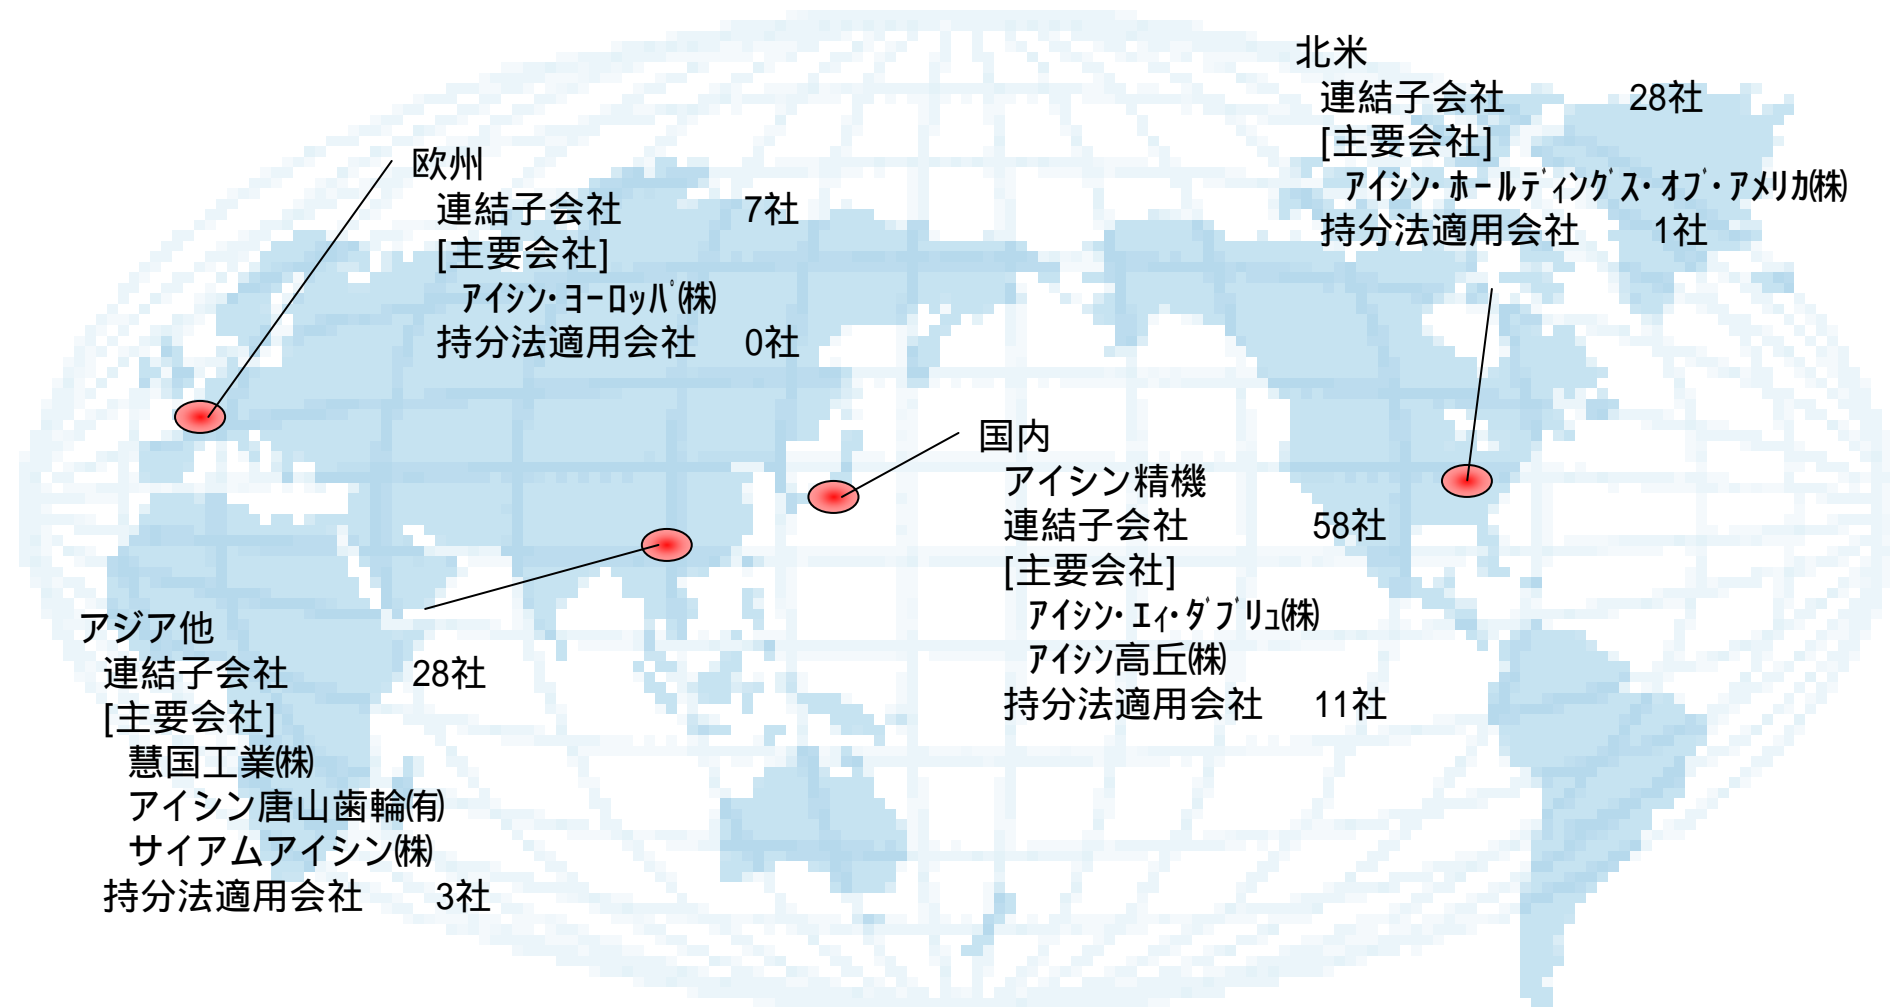 北米
連結子会社 28社
[主要会社]
ｱｲｼﾝ･ﾎｰﾙﾃﾞｨﾝｸﾞｽ･ｵﾌﾞ･ｱﾒﾘｶ㈱
持分法適用会社 1社
欧州
連結子会社 7社
[主要会社]
ｱｲｼﾝ･ﾖｰﾛｯﾊﾟ㈱
持分法適用会社 0社
国内
アイシン精機
連結子会社 58社
[主要会社]
ｱｲｼﾝ･ｴｨ･ﾀﾞﾌﾞﾘｭ㈱
ｱｲｼﾝ高丘㈱
持分法適用会社 11社
アジア他
連結子会社 28社
[主要会社]
慧国工業㈱
アイシン唐山歯輪㈲
サイアムアイシン㈱
持分法適用会社 3社